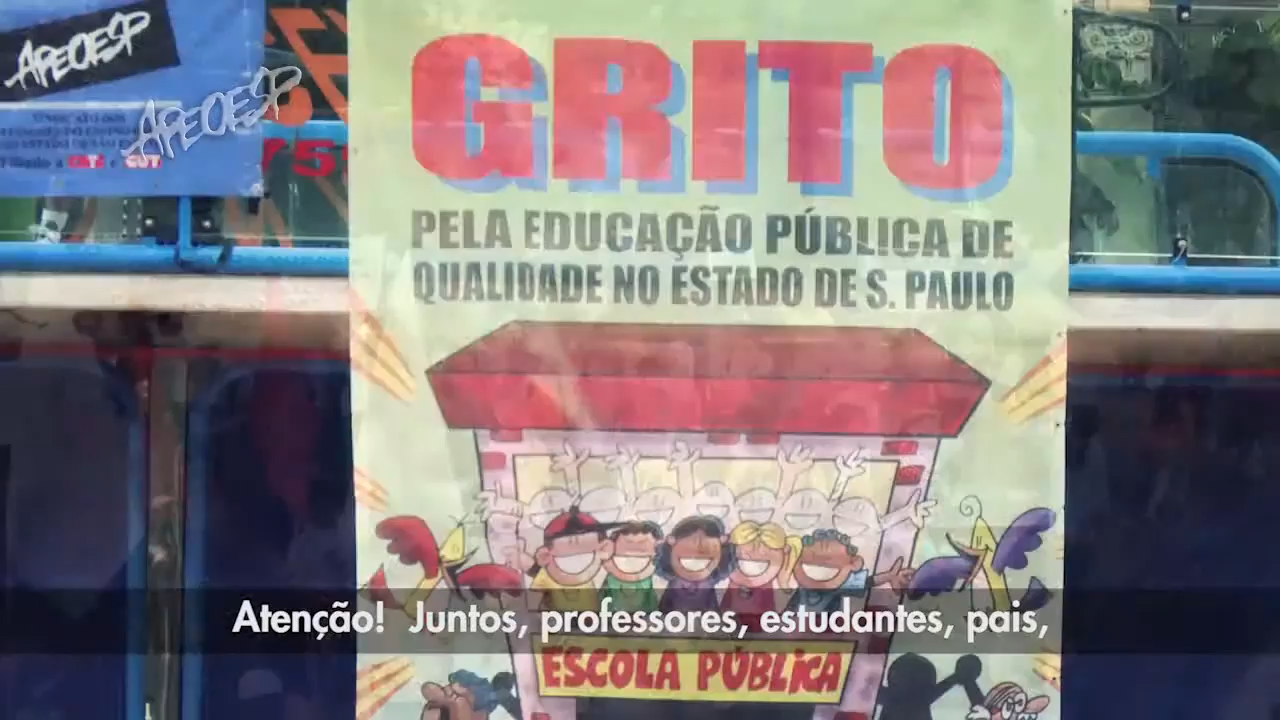 APEOESP
APEOESP
GRITO
PELA EDUCAÇÃO PÚBLICA DE
QUALIDADE NO ESTADO DE S. PAULO
Atenção! Juntos, professores, estudantes, pais,
ESCOLA PÚBLICA